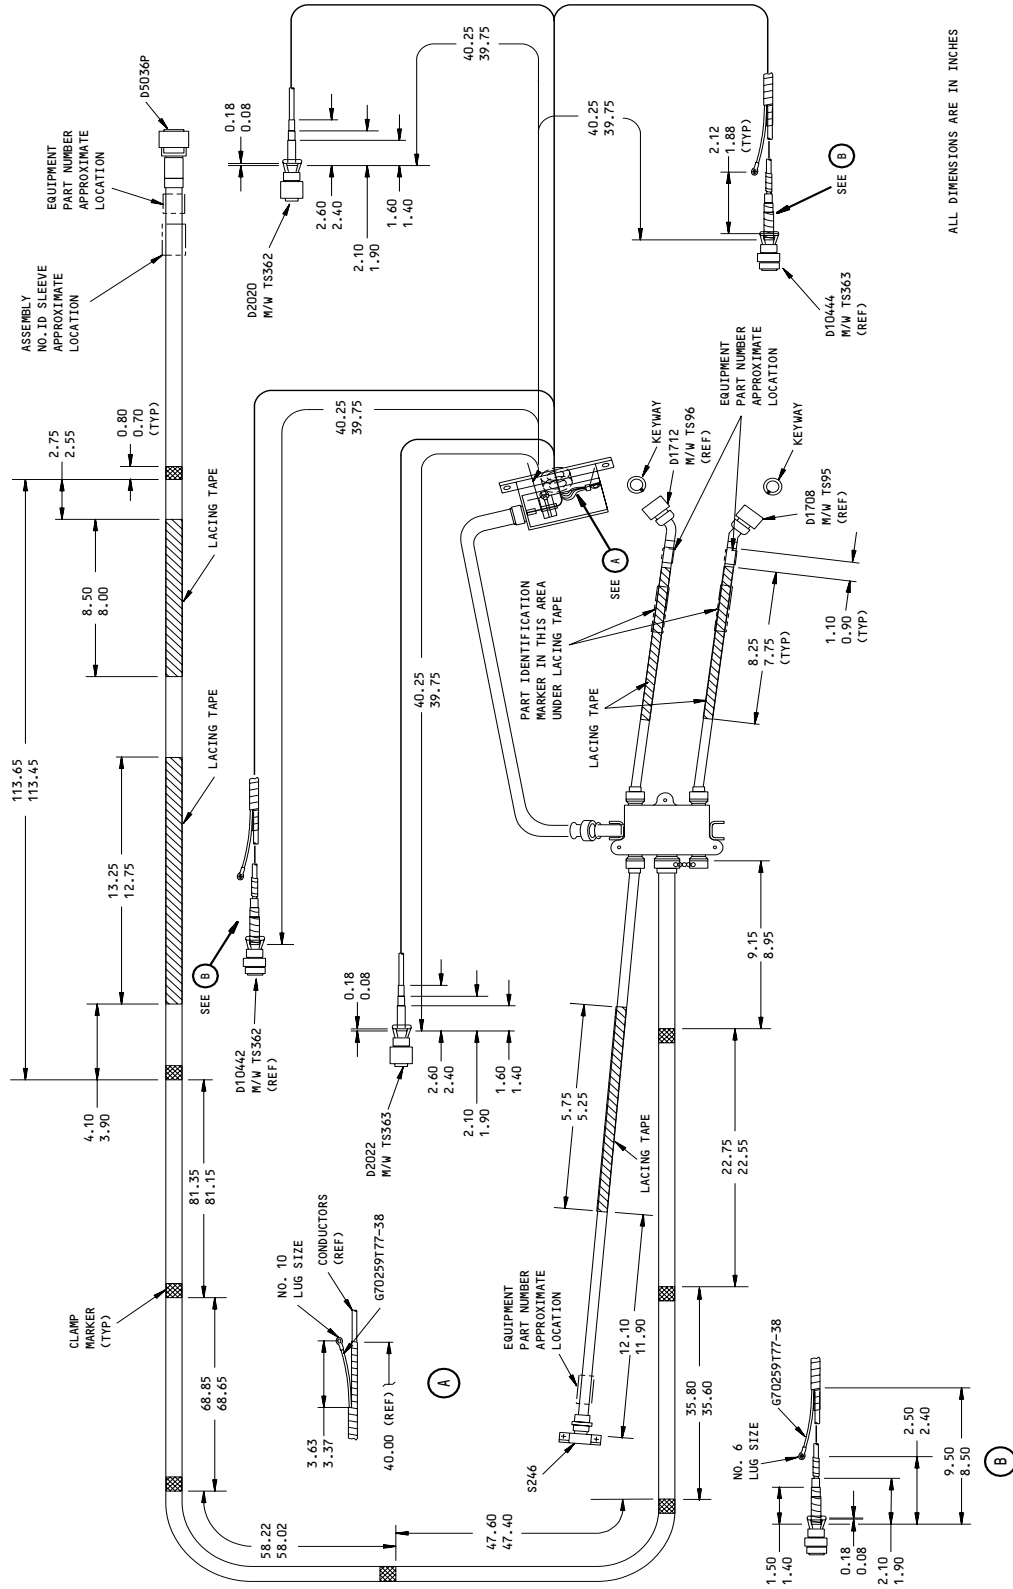 113.65
113.45
13.25
12.75
8.50
8.00
2.75
2.55
0.80
0.70
(TYP)
4.10
3.90
81.35
81.15
68.85
68.65
58.22
58.02
47.60
47.40
CLAMP
MARKER
(TYP)
LACING TAPE
LACING TAPE
ASSEMBLY
NO.ID SLEEVE
APPROXIMATE
LOCATION
EQUIPMENT
PART NUMBER
APPROXIMATE
LOCATION
D5036P
0.18
0.08
D2020
M/W TS362
2.60
2.40
2.10
1.90
1.60
1.40
40.25
39.75
40.25
39.75
2.12
1.88
(TYP)
SEE B
D10444
M/W TS363
(REF)
ALL DIMENSIONS ARE IN INCHES
SEE B
D10442
M/W TS362
(REF)
40.25
39.75
0.18
0.08
D2022
M/W TS363
2.60
2.40
2.10
1.90
1.60
1.40
40.25
39.75
SEE A
KEYWAY
D1712
M/W TS96
(REF)
EQUIPMENT
PART NUMBER
APPROXIMATE
LOCATION
KEYWAY
D1708
M/W TS95
(REF)
PART IDENTIFICATION
MARKER IN THIS AREA
UNDER LACING TAPE
LACING TAPE
8.25
7.75
(TYP)
1.10
0.90
(TYP)
9.15
8.95
22.75
22.55
35.80
35.60
5.75
5.25
LACING TAPE
12.10
11.90
EQUIPMENT
PART NUMBER
APPROXIMATE
LOCATION
S246
NO. 10
LUG SIZE
CONDUCTORS
(REF)
G70259T77-38
3.63
3.37
40.00 (REF)
A
NO. 6
LUG SIZE
G70259T77-38
1.50
1.40
0.18
0.08
2.10
1.90
2.50
2.40
9.50
8.50
B